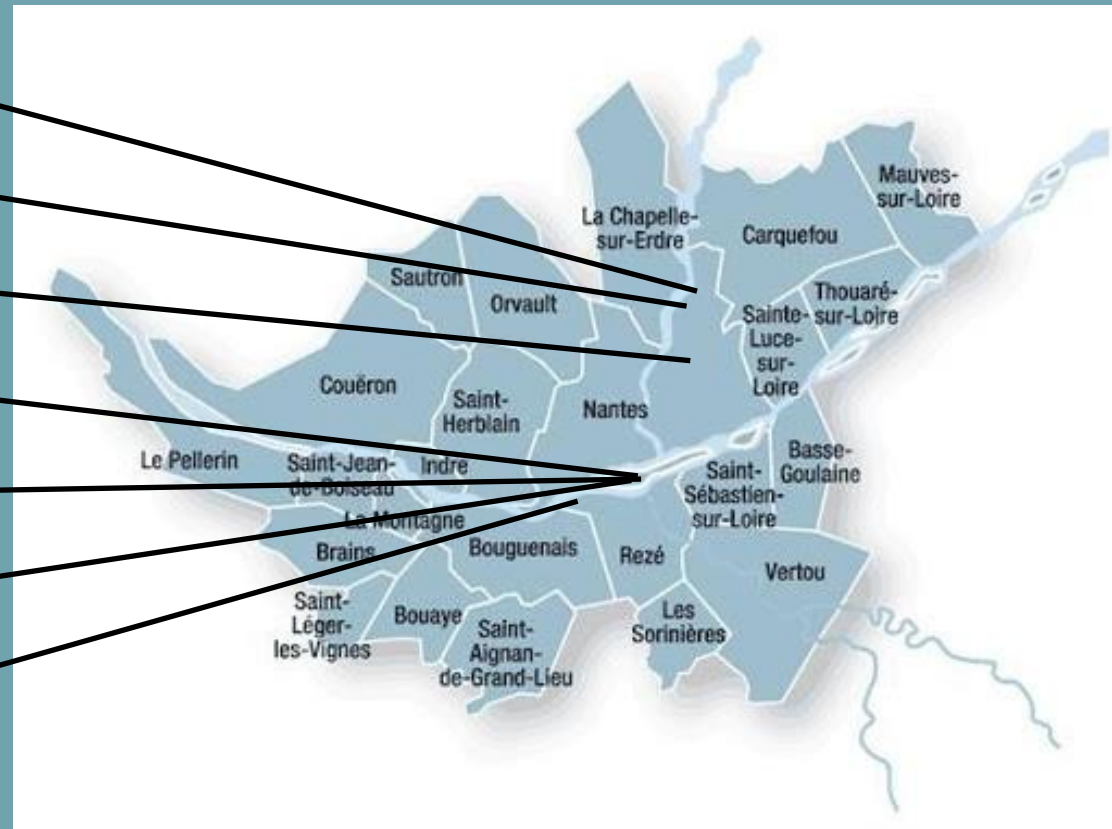 Mauves-
sur-Loire
La Chapelle-
sur-Erdre
Carquefou
Sautron
Orvault
Thouaré-
sur-Loire
Sainte-
Luce-
sur-
Loire
Couëron
Saint-
Herblain
Nantes
Le Pellerin
Saint-Jean-
de-Boiseau
Indre
Saint-
Sébastien-
sur-Loire
Basse-
Goulaine
La Montagne
Brains
Bouguenais
Rezé
Vertou
Saint-
Léger-
les-Vignes
Bouaye
Saint-
Aignan-
de-Grand-Lieu
Les
Sorinières